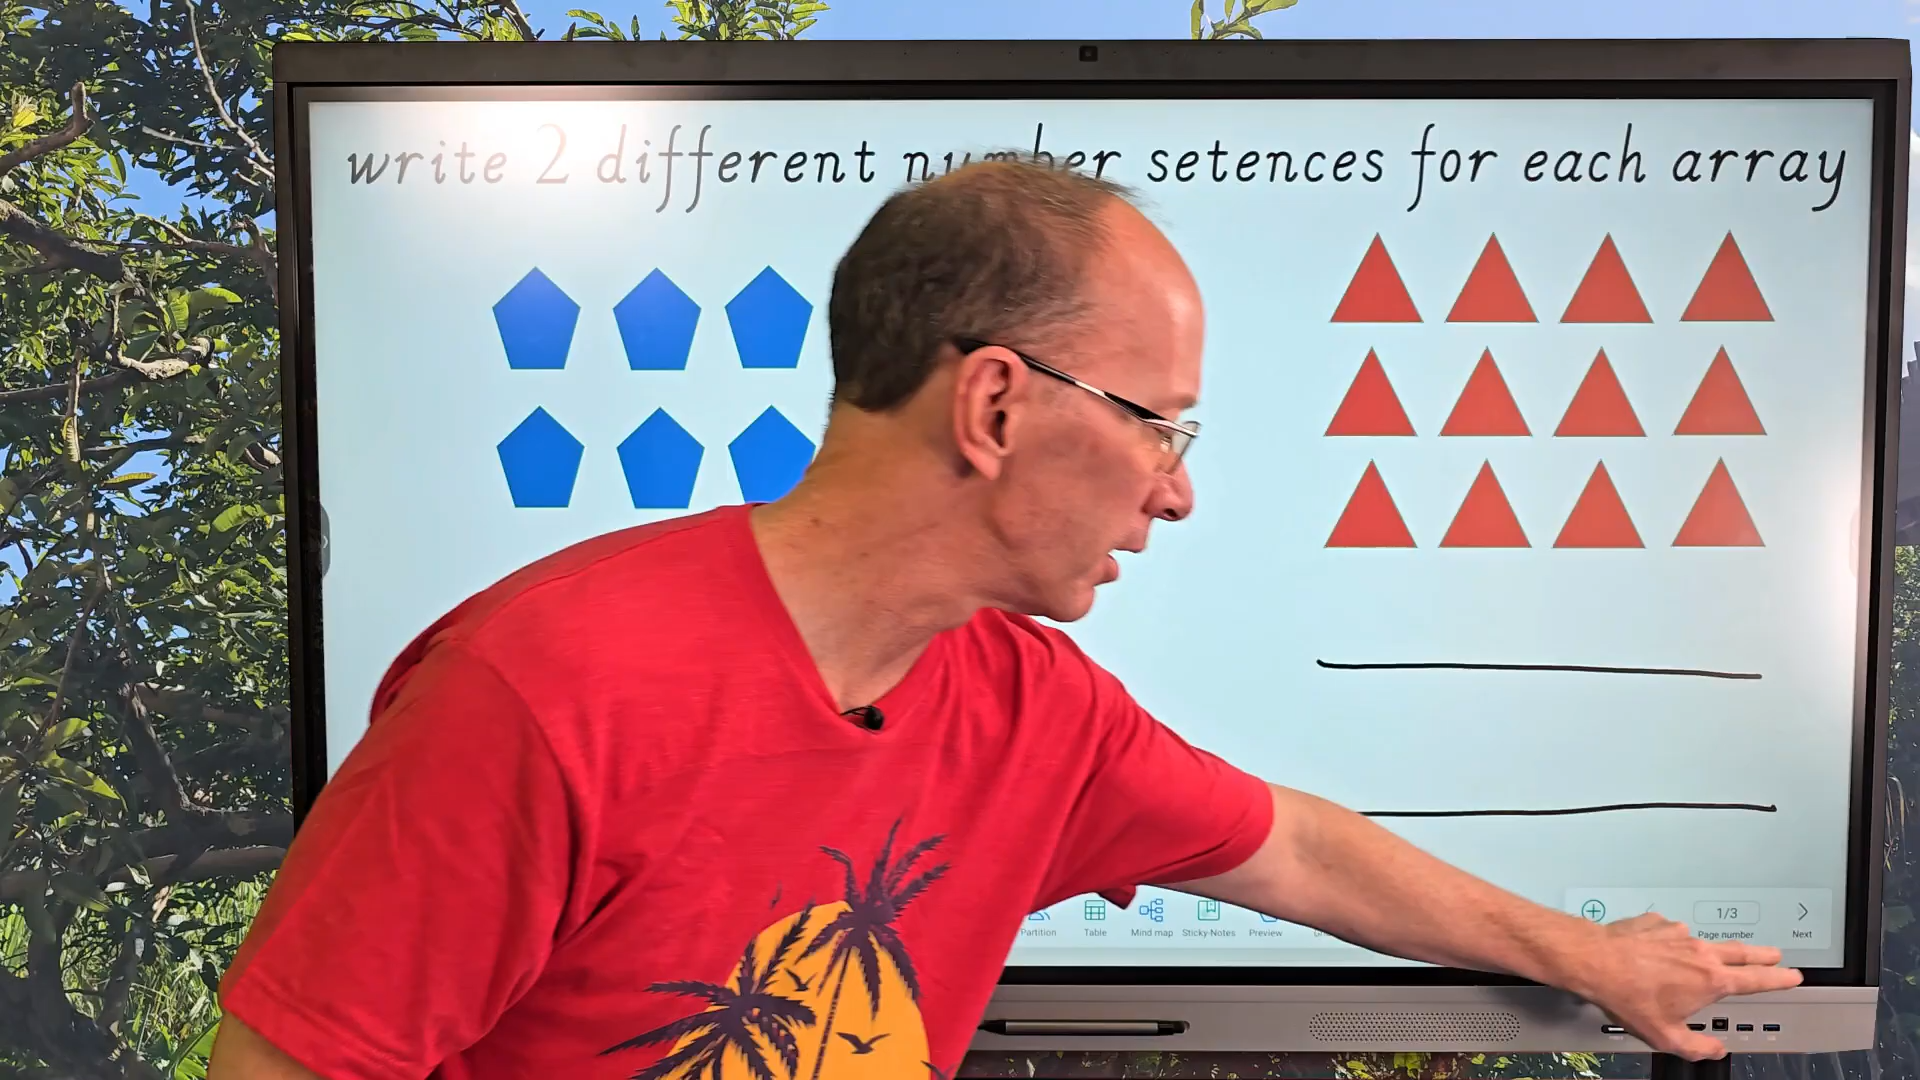 write 2 different number setences for each array
Partition Table Mind map Sticky-Notes Preview
1/3
Page number Next